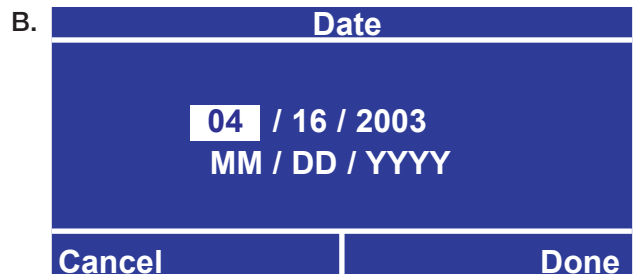 B.
Date
04 / 16 / 2003
MM / DD / YYYY
Cancel Done